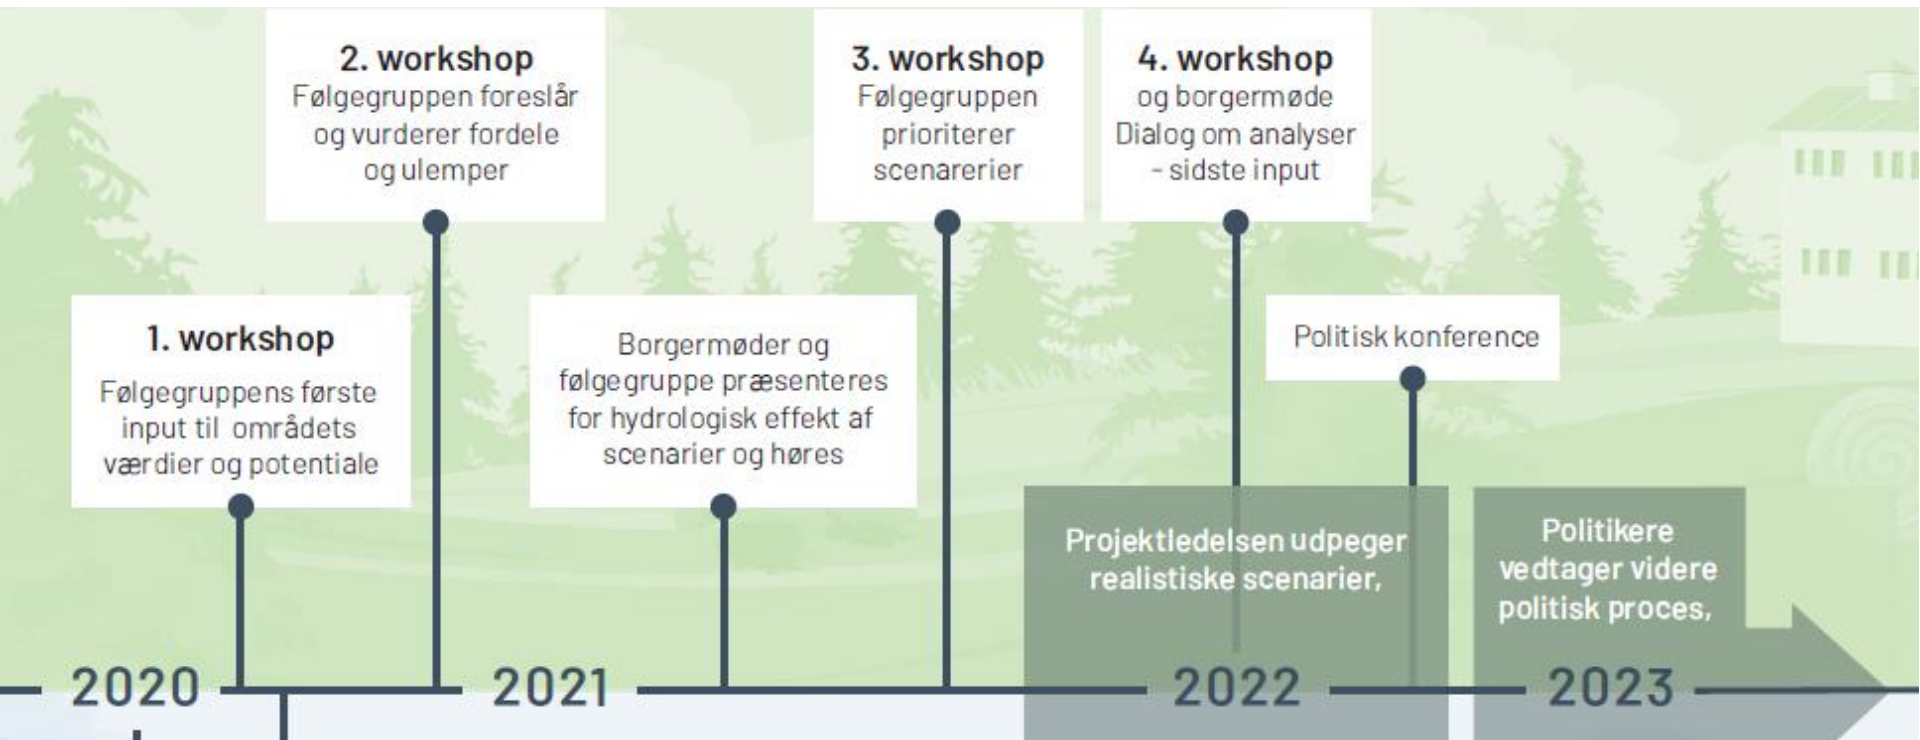 2. workshop
Følgegruppen foreslår
og vurderer fordele
og ulemper
3. workshop
Følgegruppen
prioriterer
scenarerier
4. workshop
og borgermøde
Dialog om analyser
- sidste input
1. workshop
Følgegruppens første
input til områdets
værdier og potentiale
Borgermøder og
følgegruppe præsenteres
for hydrologisk effekt af
scenarier og høres
Politisk konference
Projektledelsen udpeger
realistiske scenarier,
Politikere
vedtager videre
politisk proces,
2020
2021
2022
2023